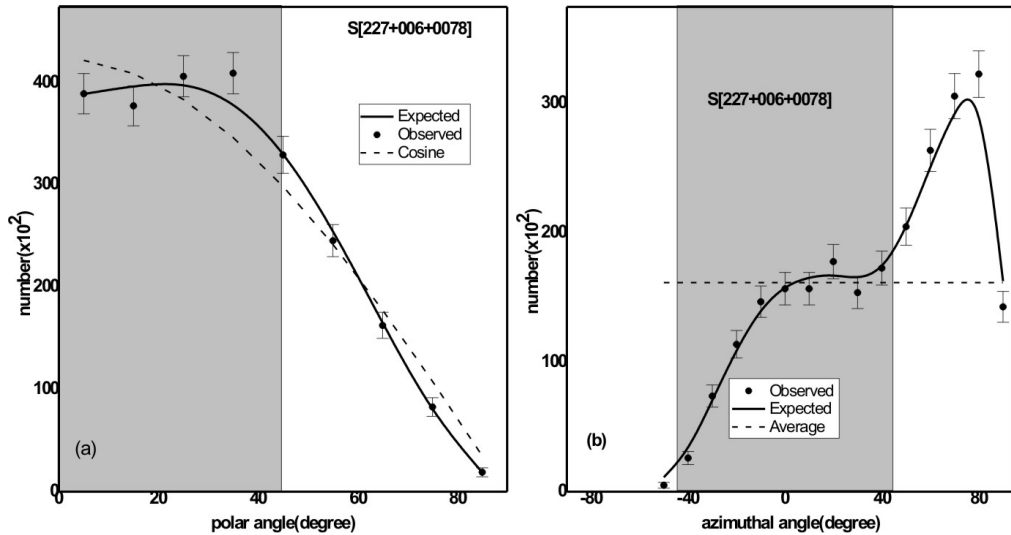 S[227+006+0078]
Expected
Observed
Cosine
number(x10²)
400
300
200
100
0
(a)
0
20
40
60
80
polar angle(degree)
S[227+006+0078]
Observed
Expected
Average
number(x10²)
300
200
100
0
(b)
-80
-40
0
40
80
azimuthal angle(degree)